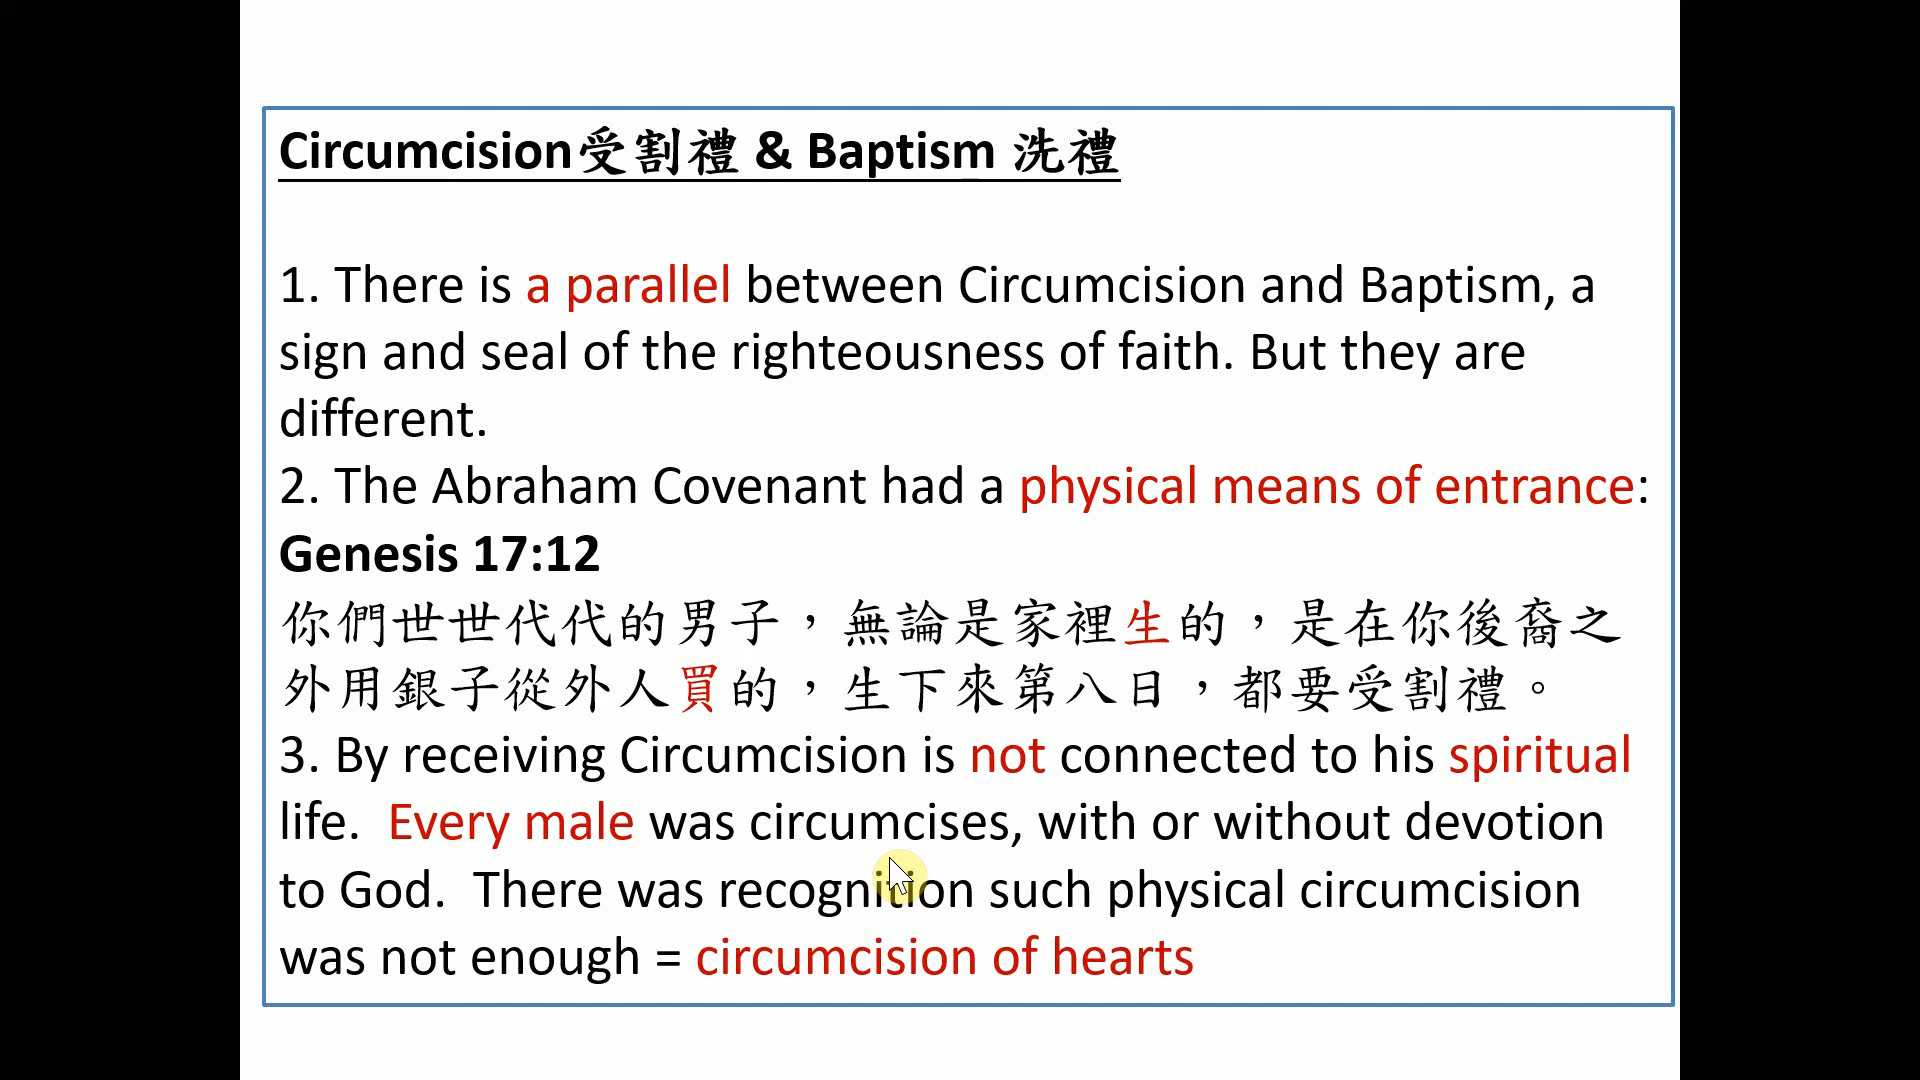 Circumcision受割禮 & Baptism 洗禮
1. There is a parallel between Circumcision and Baptism, a
sign and seal of the righteousness of faith. But they are
different.
2. The Abraham Covenant had a physical means of entrance:
Genesis 17:12
你們世世代代的男子，無論是家裡生的，是在你後裔之
外用銀子從外人買的，生下來第八日，都要受割禮。
3. By receiving Circumcision is not connected to his spiritual
life.  Every male was circumcises, with or without devotion
to God.  There was recognition such physical circumcision
was not enough = circumcision of hearts